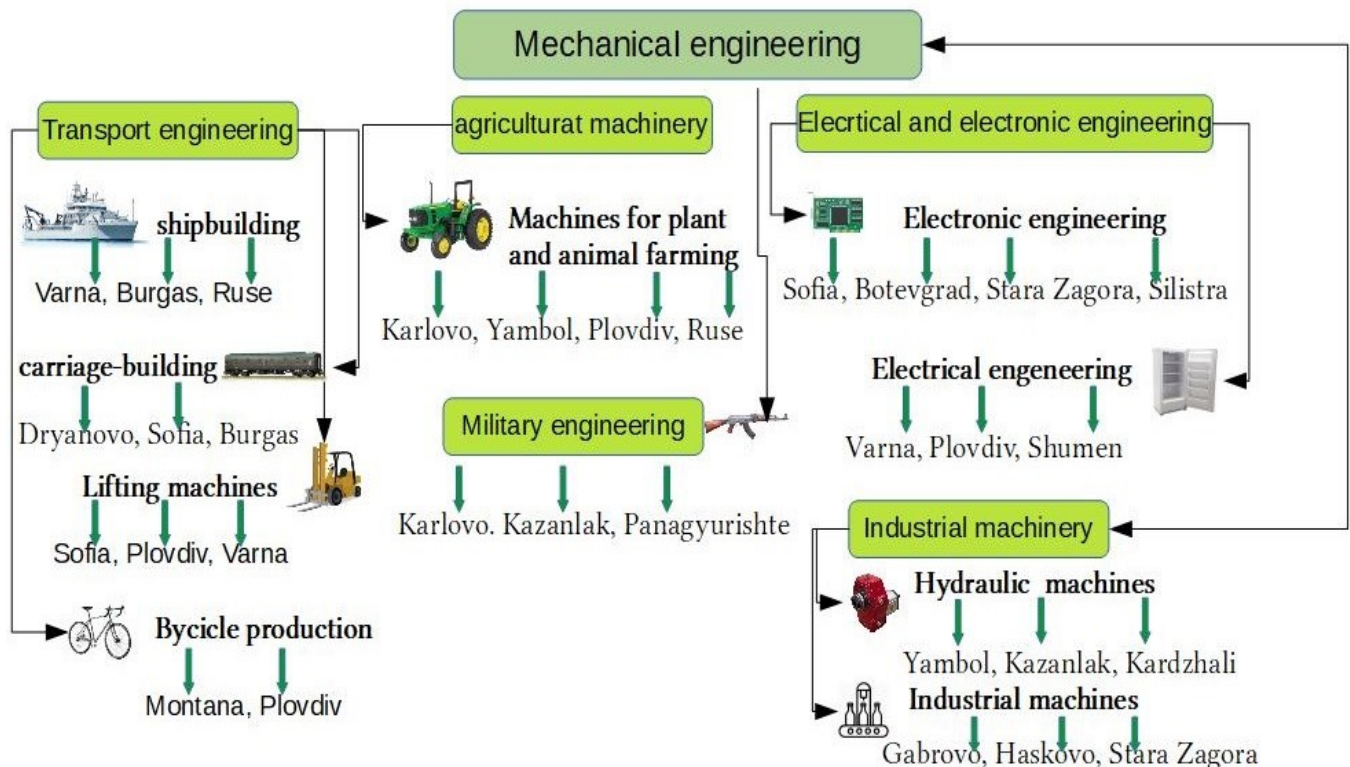 Mechanical engineering
Transport engineering
shipbuilding
Varna, Burgas, Ruse
carriage-building
Dryanovo, Sofia, Burgas
Lifting machines
Sofia, Plovdiv, Varna
Bycicle production
Montana, Plovdiv
agriculturat machinery
Machines for plant
and animal farming
Karlovo, Yambol, Plovdiv, Ruse
Military engineering
Karlovo. Kazanlak, Panagyurishte
Elecrtical and electronic engineering
Electronic engineering
Sofia, Botevgrad, Stara Zagora, Silistra
Electrical engeneering
Varna, Plovdiv, Shumen
Industrial machinery
Hydraulic machines
Yambol, Kazanlak, Kardzhali
Industrial machines
Gabrovo, Haskovo, Stara Zagora